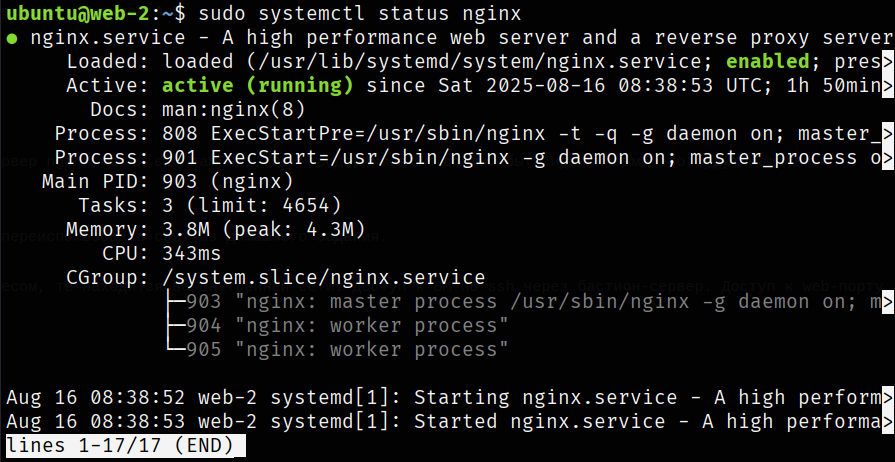 ubuntu@web-2:~$ sudo systemctl status nginx
● nginx.service - A high performance web server and a reverse proxy server
Loaded: loaded (/usr/lib/systemd/system/nginx.service; enabled; pres>
Active: active (running) since Sat 2025-08-16 08:38:53 UTC; 1h 50min>
Docs: man:nginx(8)
Process: 808 ExecStartPre=/usr/sbin/nginx -t -q -g daemon on; master_>
Process: 901 ExecStart=/usr/sbin/nginx -g daemon on; master_process o>
Main PID: 903 (nginx)
Tasks: 3 (limit: 4654)
Memory: 3.8M (peak: 4.3M)
CPU: 343ms
CGroup: /system.slice/nginx.service
├─903 "nginx: master process /usr/sbin/nginx -g daemon on; m>
├─904 "nginx: worker process"
└─905 "nginx: worker process"
Aug 16 08:38:52 web-2 systemd[1]: Starting nginx.service - A high perform>
Aug 16 08:38:53 web-2 systemd[1]: Started nginx.service - A high performa>
lines 1-17/17 (END)